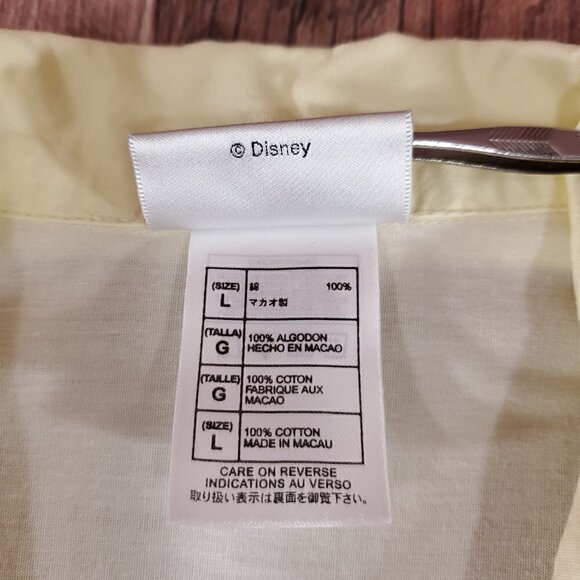 © Disney
(SIZE) L 綿 100%
マカオ製
(TALLA) G 100% ALGODON
HECHO EN MACAO
(TAILLE) G 100% COTON
FABRIQUE AUX
MACAO
(SIZE) L 100% COTTON
MADE IN MACAU
CARE ON REVERSE
INDICATIONS AU VERSO
取り扱い表示は裏面を御覧下さい。